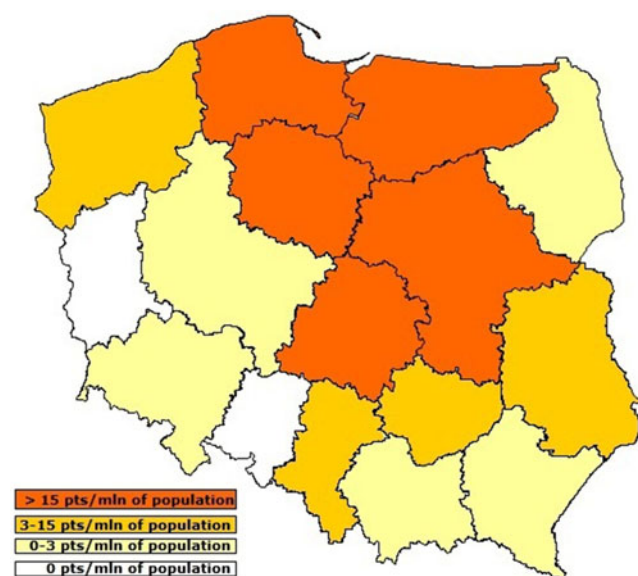 > 15 pts/mln of population
3-15 pts/mln of population
0-3 pts/mln of population
0 pts/mln of population